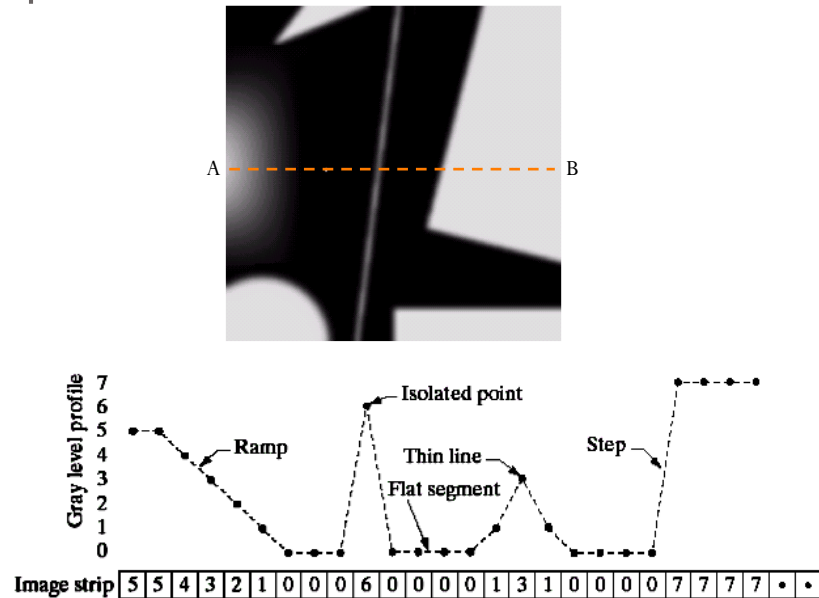 A B
Gray level profile
7
6
5
4
3
2
1
0
Isolated point
Ramp
Thin line
Step
Flat segment
Image strip 5 5 4 3 2 1 0 0 0 6 0 0 0 0 1 3 1 0 0 0 0 7 7 7 7 • •